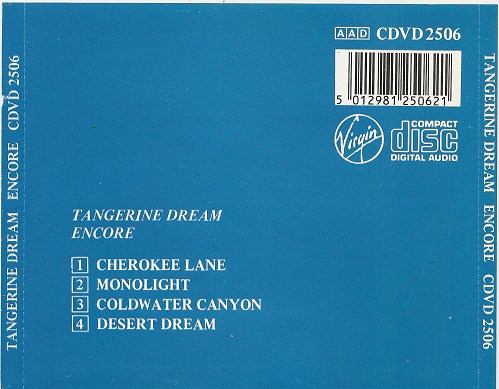 TANGERINE DREAM ENCORE CDVD 2506
AAD CDVD 2506
5 012981 250621
Virgin
COMPACT
disc
DIGITAL AUDIO
TANGERINE DREAM
ENCORE
1 CHEROKEE LANE
2 MONOLIGHT
3 COLDWATER CANYON
4 DESERT DREAM
TANGERINE DREAM ENCORE CDVD 2506